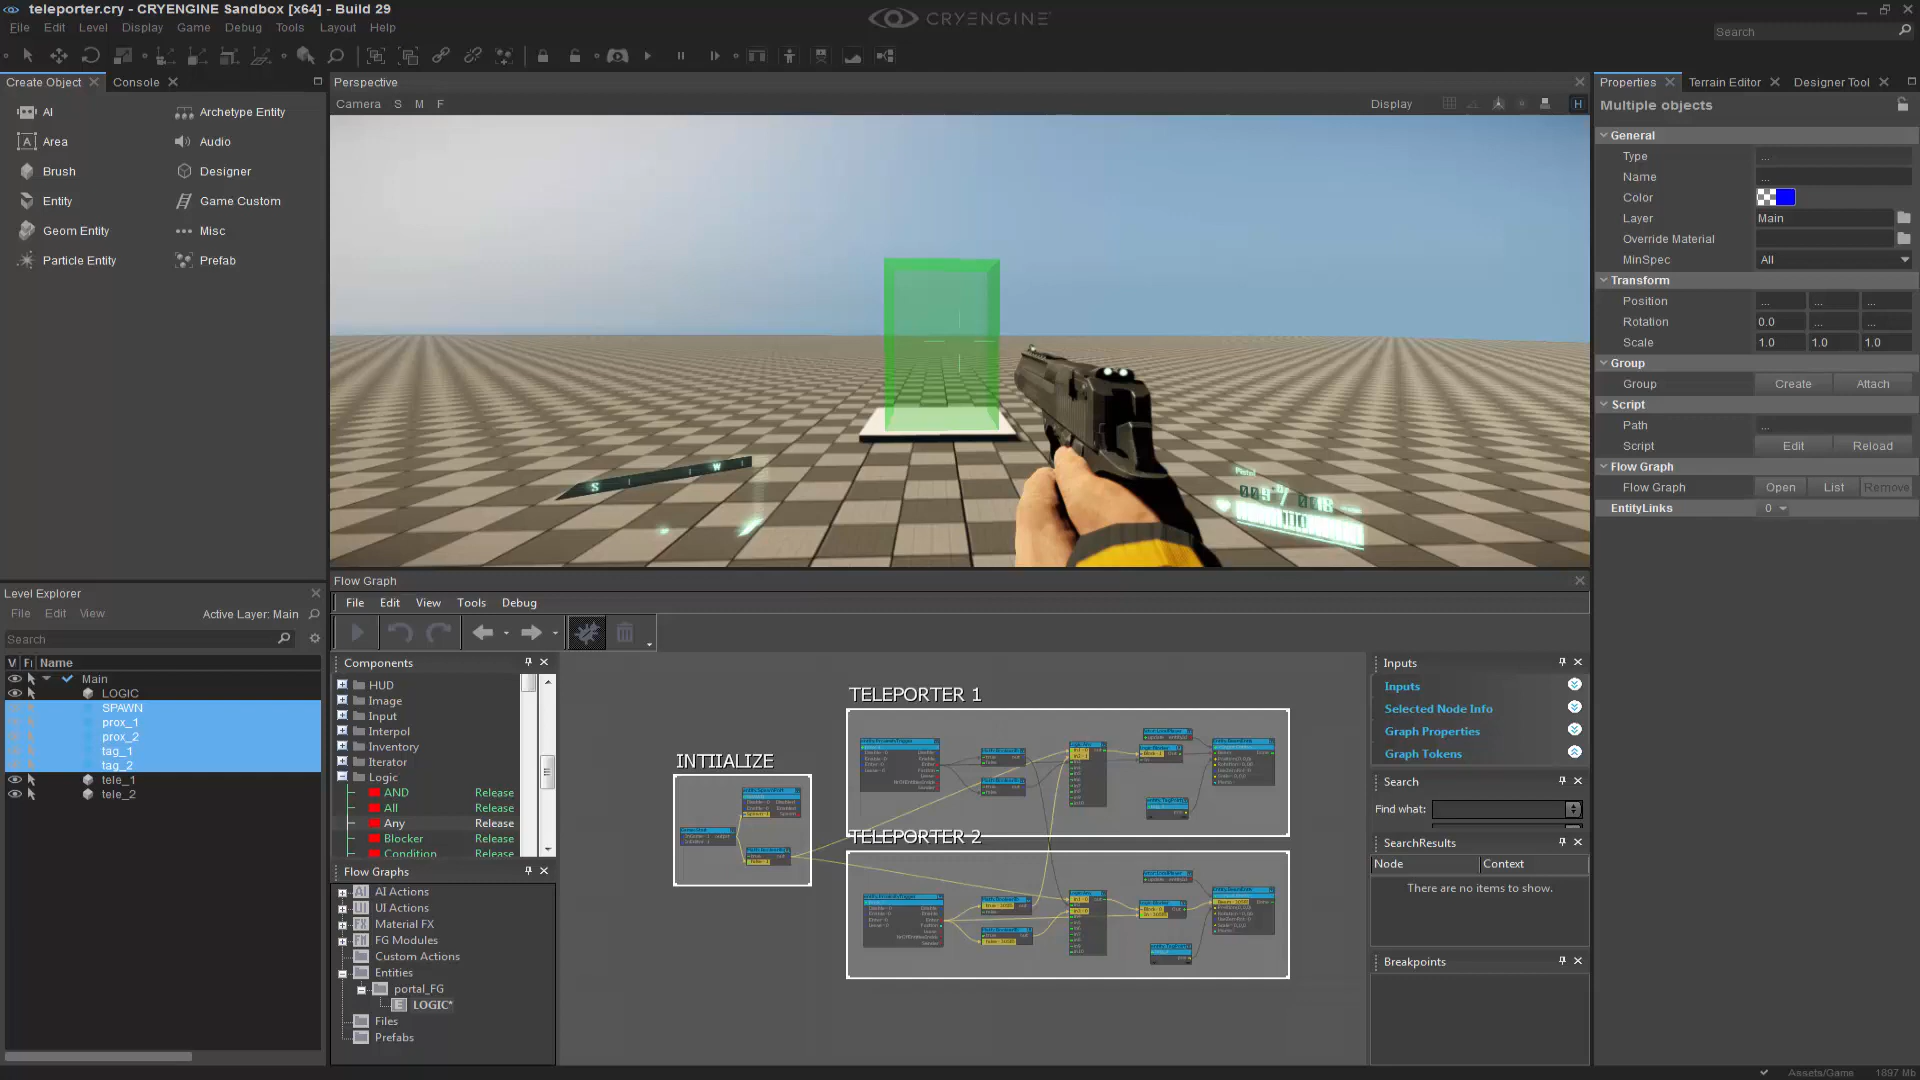 teleporter.cry - CRYENGINE Sandbox [x64] - Build 29
CRYENGINE
File Edit Level Display Game Debug Tools Layout Help
Search
Create Object
Console
AI
Archetype Entity
Area
Audio
Brush
Designer
Entity
Game Custom
Geom Entity
Misc
Particle Entity
Prefab
Perspective
Camera S M F
Display
H
Properties
Terrain Editor
Designer Tool
Multiple objects
General
Type ...
Name ...
Color
Layer Main
Override Material
MinSpec All
Transform
Position ... ... ...
Rotation 0.0 ... ...
Scale 1.0 1.0 1.0
Group
Group Create Attach
Script
Path ...
Script Edit Reload
Flow Graph
Flow Graph Open List Remove
EntityLinks 0
S
W
Pistol
Level Explorer
File Edit View
Active Layer: Main
Search
V Fi Name
Main
LOGIC
SPAWN
prox_1
prox_2
tag_1
tag_2
tele_1
tele_2
Flow Graph
File Edit View Tools Debug
Components
HUD
Image
Input
Interpol
Inventory
Iterator
Logic
AND Release
All Release
Any Release
Blocker Release
Condition Release
Flow Graphs
AI Actions
UI Actions
Material FX
FG Modules
Custom Actions
Entities
portal_FG
LOGIC*
Files
Prefabs
INTIIALIZE
TELEPORTER 1
TELEPORTER 2
Inputs
Inputs
Selected Node Info
Graph Properties
Graph Tokens
Search
Find what:
SearchResults
Node Context
There are no items to show.
Breakpoints
Assets/Game 1897 Mb